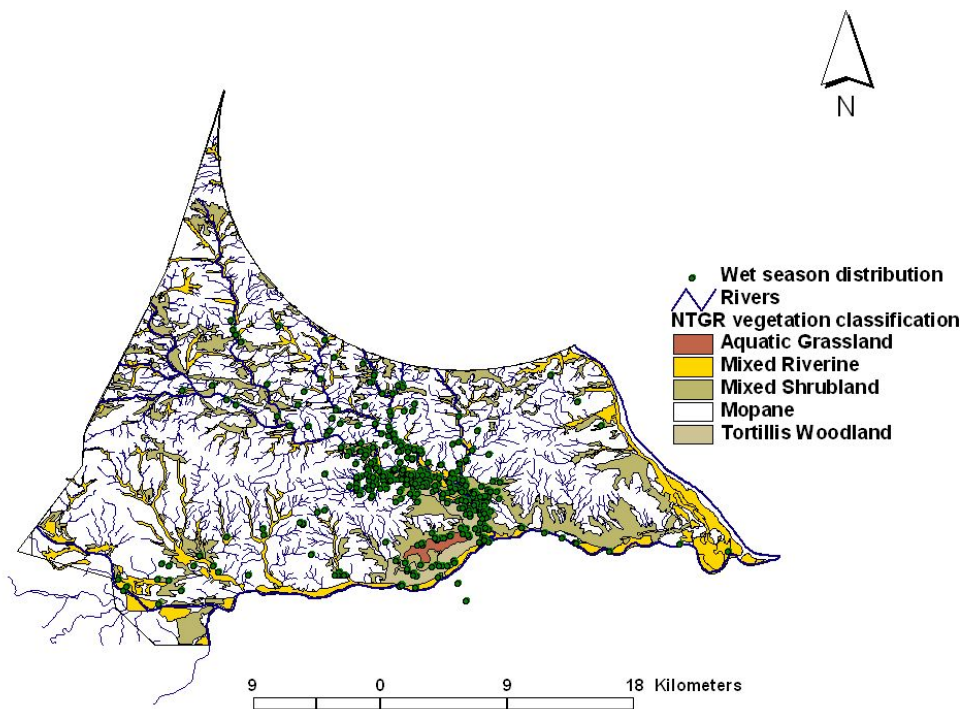 N
Wet season distribution
Rivers
NTGR vegetation classification
Aquatic Grassland
Mixed Riverine
Mixed Shrubland
Mopane
Tortillis Woodland
9 0 9 18 Kilometers